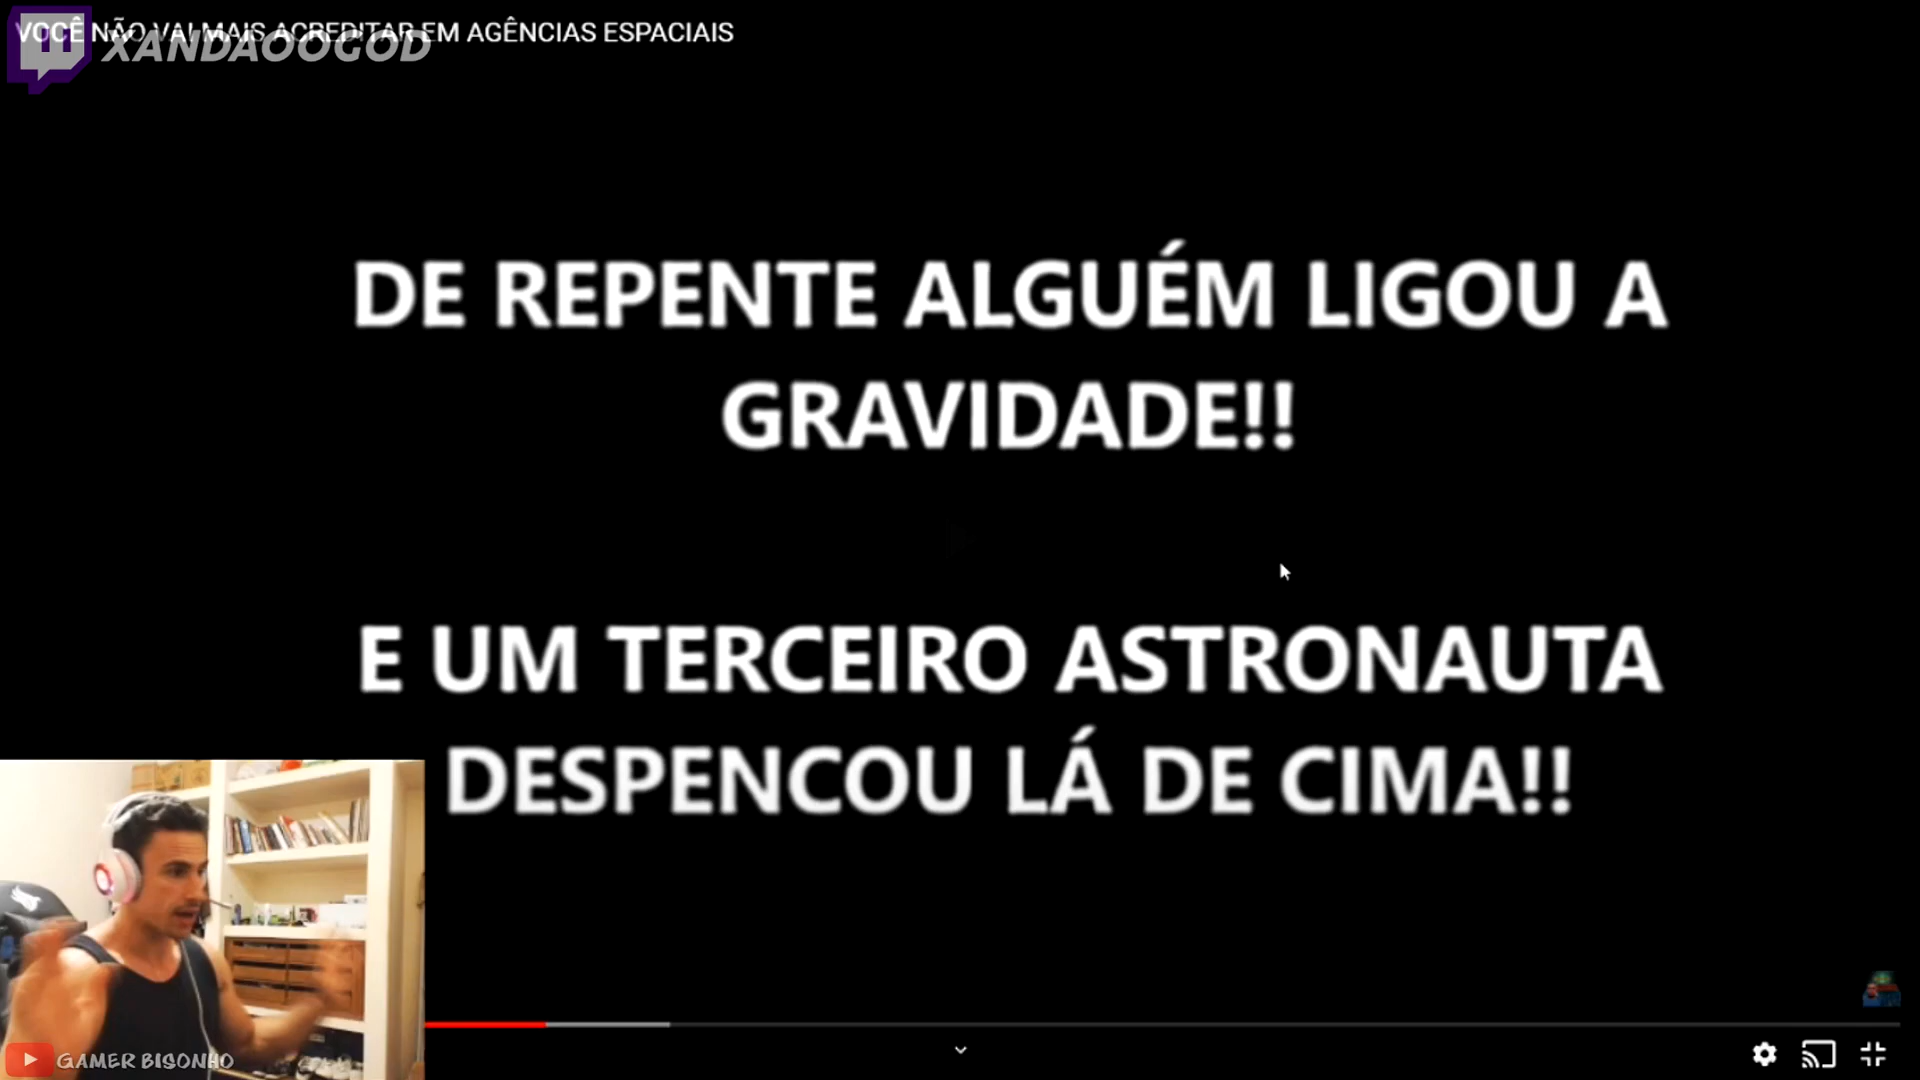 VOCÊ NÃO VAI MAIS ACREDITAR EM AGÊNCIAS ESPACIAIS
XANDAOOGOD
DE REPENTE ALGUÉM LIGOU A
GRAVIDADE!!
E UM TERCEIRO ASTRONAUTA
DESPENCOU LÁ DE CIMA!!
GAMER BISONHO